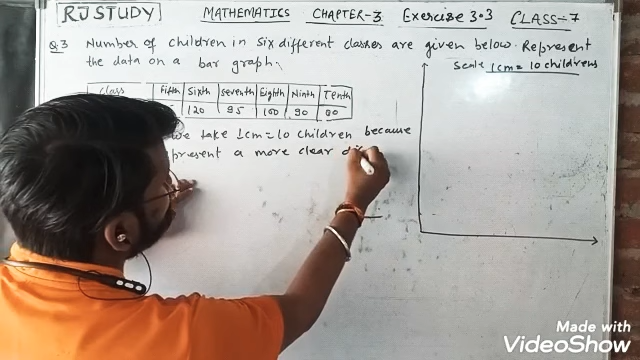 RJ STUDY MATHEMATICS CHAPTER-3 Exercise 3.3 CLASS-7
Q.3 Number of children in six different classes are given below. Represent
the data on a bar graph.
Scale 1cm = 10 childrens
class Fifth Sixth Seventh Eighth Ninth Tenth
120 95 100 90 80
we take 1cm = 10 children because
present a more clear
Made with
VideoShow